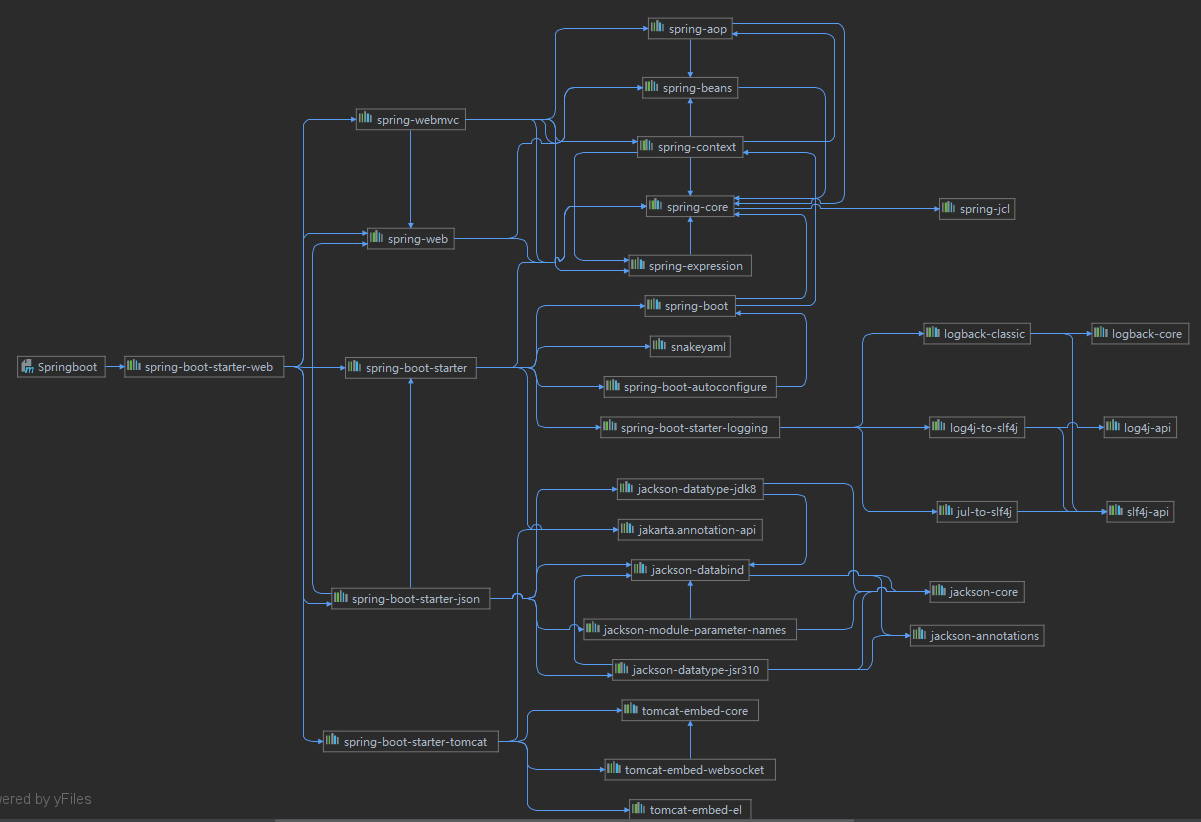 spring-aop
spring-beans
spring-webmvc
spring-context
spring-core
spring-jcl
spring-web
spring-expression
spring-boot
logback-classic
logback-core
snakeyaml
Springboot
spring-boot-starter-web
spring-boot-starter
spring-boot-autoconfigure
spring-boot-starter-logging
log4j-to-slf4j
log4j-api
jackson-datatype-jdk8
jul-to-slf4j
slf4j-api
jakarta.annotation-api
jackson-databind
jackson-core
spring-boot-starter-json
jackson-module-parameter-names
jackson-annotations
jackson-datatype-jsr310
tomcat-embed-core
spring-boot-starter-tomcat
tomcat-embed-websocket
by yFiles
tomcat-embed-el